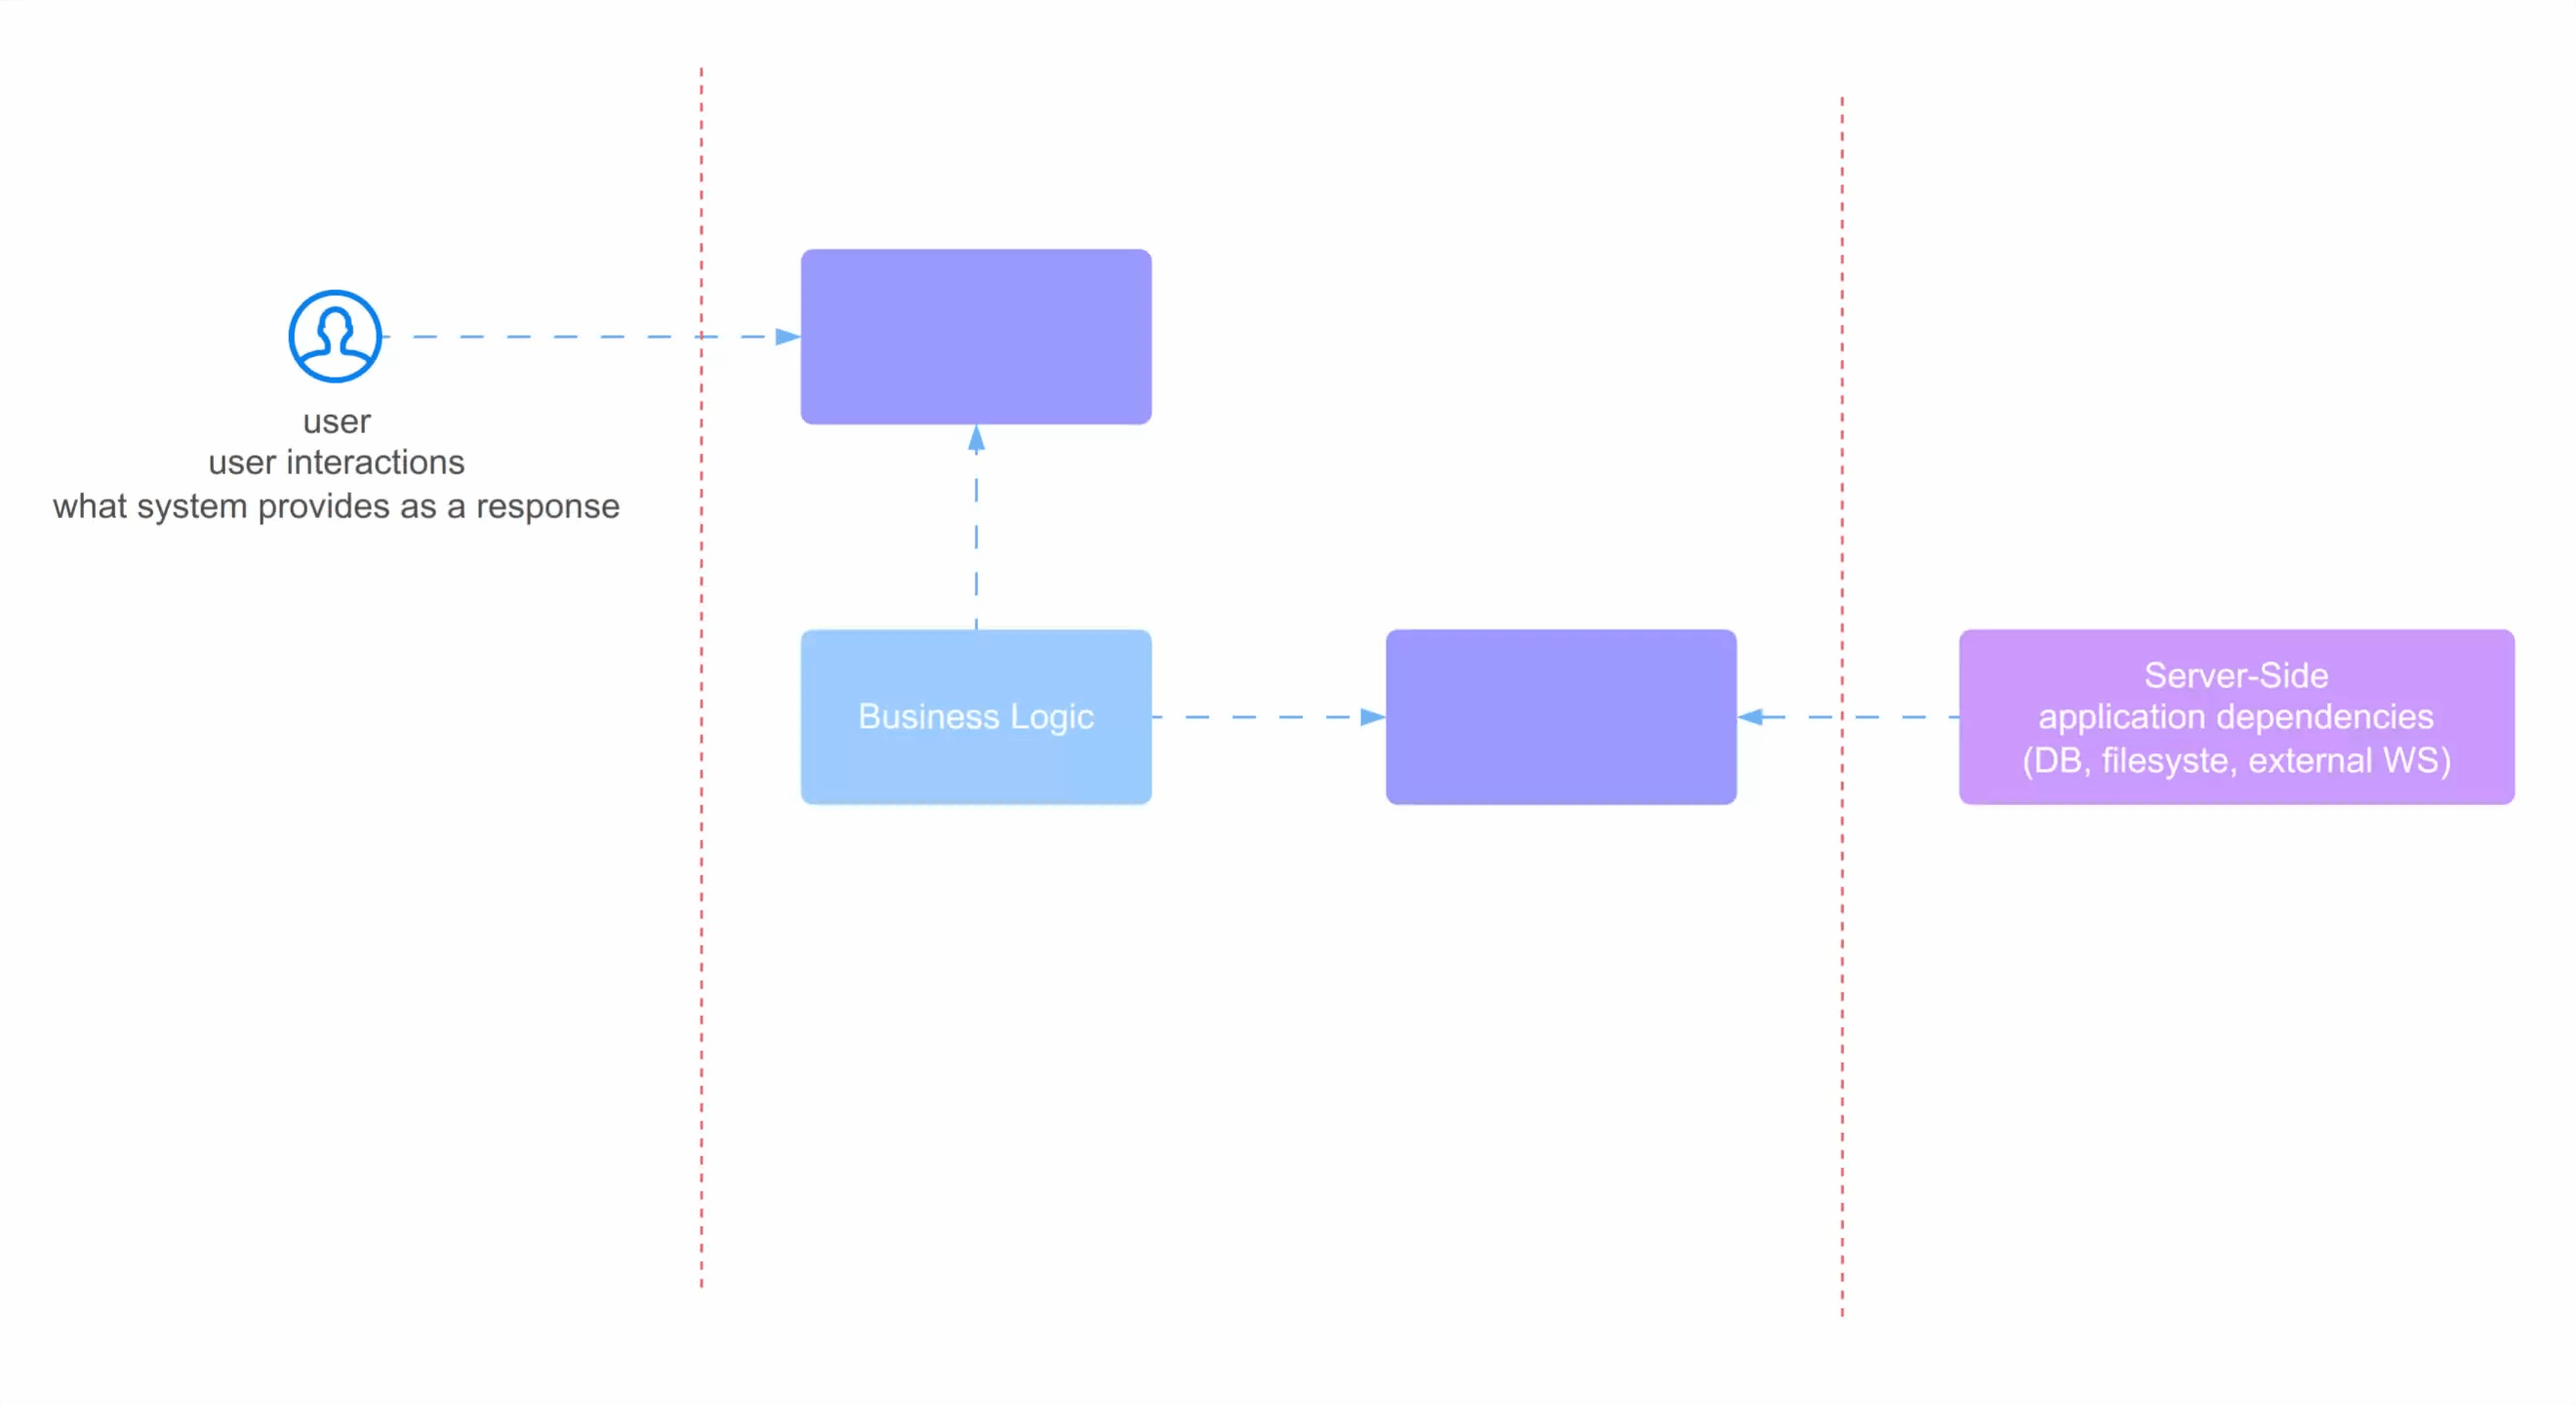 user
user interactions
what system provides as a response
Business Logic
Server-Side
application dependencies
(DB, filesyste, external WS)